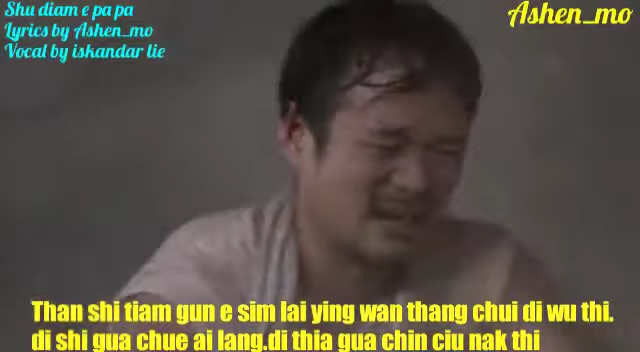 Shu diam e pa pa
Lyrics by Ashen_mo
Vocal by iskandar lie
Ashen_mo
Than shi tiam gun e sim lai ying wan thang chui di wu thi.
di shi gua chue ai lang.di thia gua chin ciu nak thi